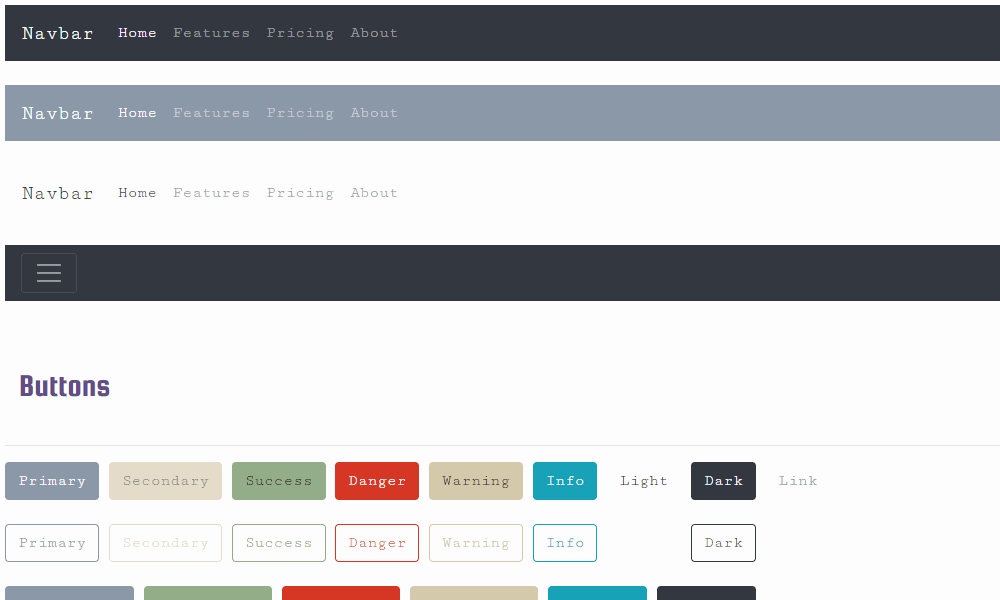 Navbar Home Features Pricing About
Navbar Home Features Pricing About
Navbar Home Features Pricing About
Buttons
Primary Secondary Success Danger Warning Info Light Dark Link
Primary Secondary Success Danger Warning Info Dark